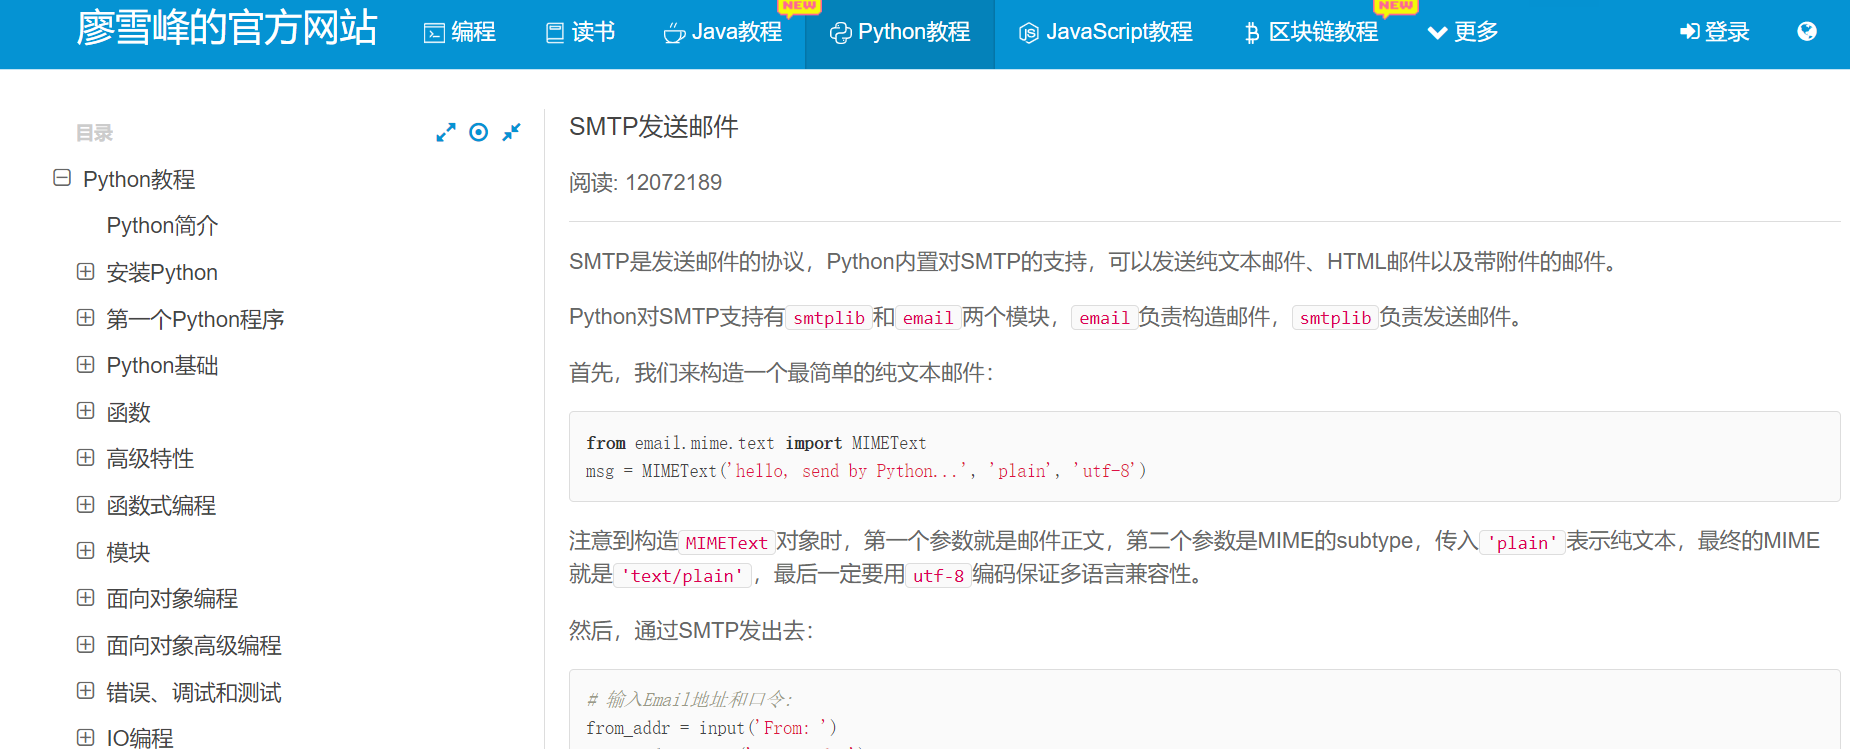 廖雪峰的官方网站 编程 读书 Java教程 NEW Python教程 JavaScript教程 区块链教程 NEW 更多 登录
目录
Python教程
Python简介
安装Python
第一个Python程序
Python基础
函数
高级特性
函数式编程
模块
面向对象编程
面向对象高级编程
错误、调试和测试
IO编程
SMTP发送邮件
阅读: 12072189
SMTP是发送邮件的协议，Python内置对SMTP的支持，可以发送纯文本邮件、HTML邮件以及带附件的邮件。
Python对SMTP支持有smtplib和email两个模块，email负责构造邮件，smtplib负责发送邮件。
首先，我们来构造一个最简单的纯文本邮件：
from email.mime.text import MIMEText
msg = MIMEText('hello, send by Python...', 'plain', 'utf-8')
注意到构造MIMEText对象时，第一个参数就是邮件正文，第二个参数是MIME的subtype，传入'plain'表示纯文本，最终的MIME
就是'text/plain'，最后一定要用utf-8编码保证多语言兼容性。
然后，通过SMTP发出去：
# 输入Email地址和口令:
from_addr = input('From: ')